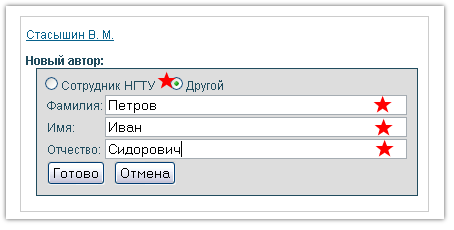 Стасышин В. М.
Новый автор:
Сотрудник НГТУ Другой
Фамилия: Петров
Имя: Иван
Отчество: Сидорович
Готово Отмена